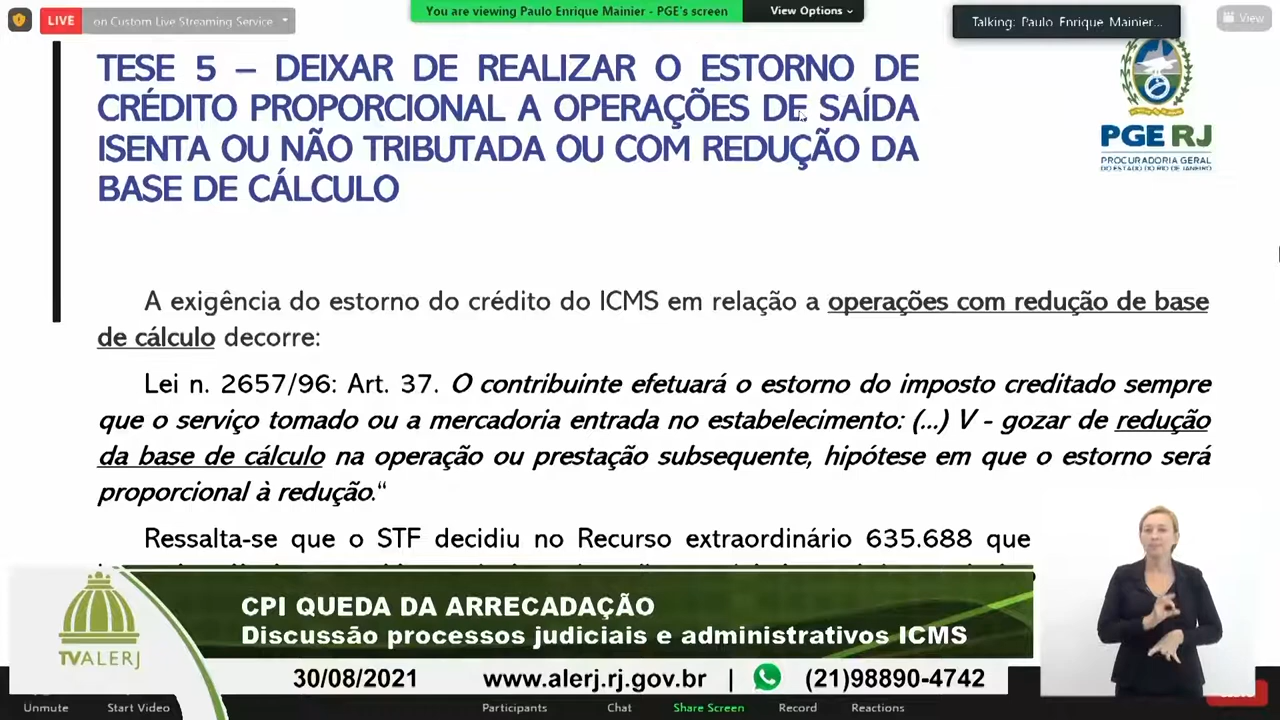 LIVE
on Custom Live Streaming Service
You are viewing Paulo Enrique Mainier - PGE's screen
View Options
Talking: Paulo Enrique Mainier...
View
TESE 5 – DEIXAR DE REALIZAR O ESTORNO DE
CRÉDITO PROPORCIONAL A OPERAÇÕES DE SAÍDA
ISENTA OU NÃO TRIBUTADA OU COM REDUÇÃO DA
BASE DE CÁLCULO
PGE RJ
PROCURADORIA GERAL
DO ESTADO DO RIO DE JANEIRO
A exigência do estorno do crédito do ICMS em relação a operações com redução de base
de cálculo decorre:
Lei n. 2657/96: Art. 37. O contribuinte efetuará o estorno do imposto creditado sempre
que o serviço tomado ou a mercadoria entrada no estabelecimento: (...) V - gozar de redução
da base de cálculo na operação ou prestação subsequente, hipótese em que o estorno será
proporcional à redução.“
Ressalta-se que o STF decidiu no Recurso extraordinário 635.688 que
CPI QUEDA DA ARRECADAÇÃO
Discussão processos judiciais e administrativos ICMS
TVALERJ
30/08/2021 www.alerj.rj.gov.br | (21)98890-4742
Unmute Start Video Participants Chat Share Screen Record Reactions